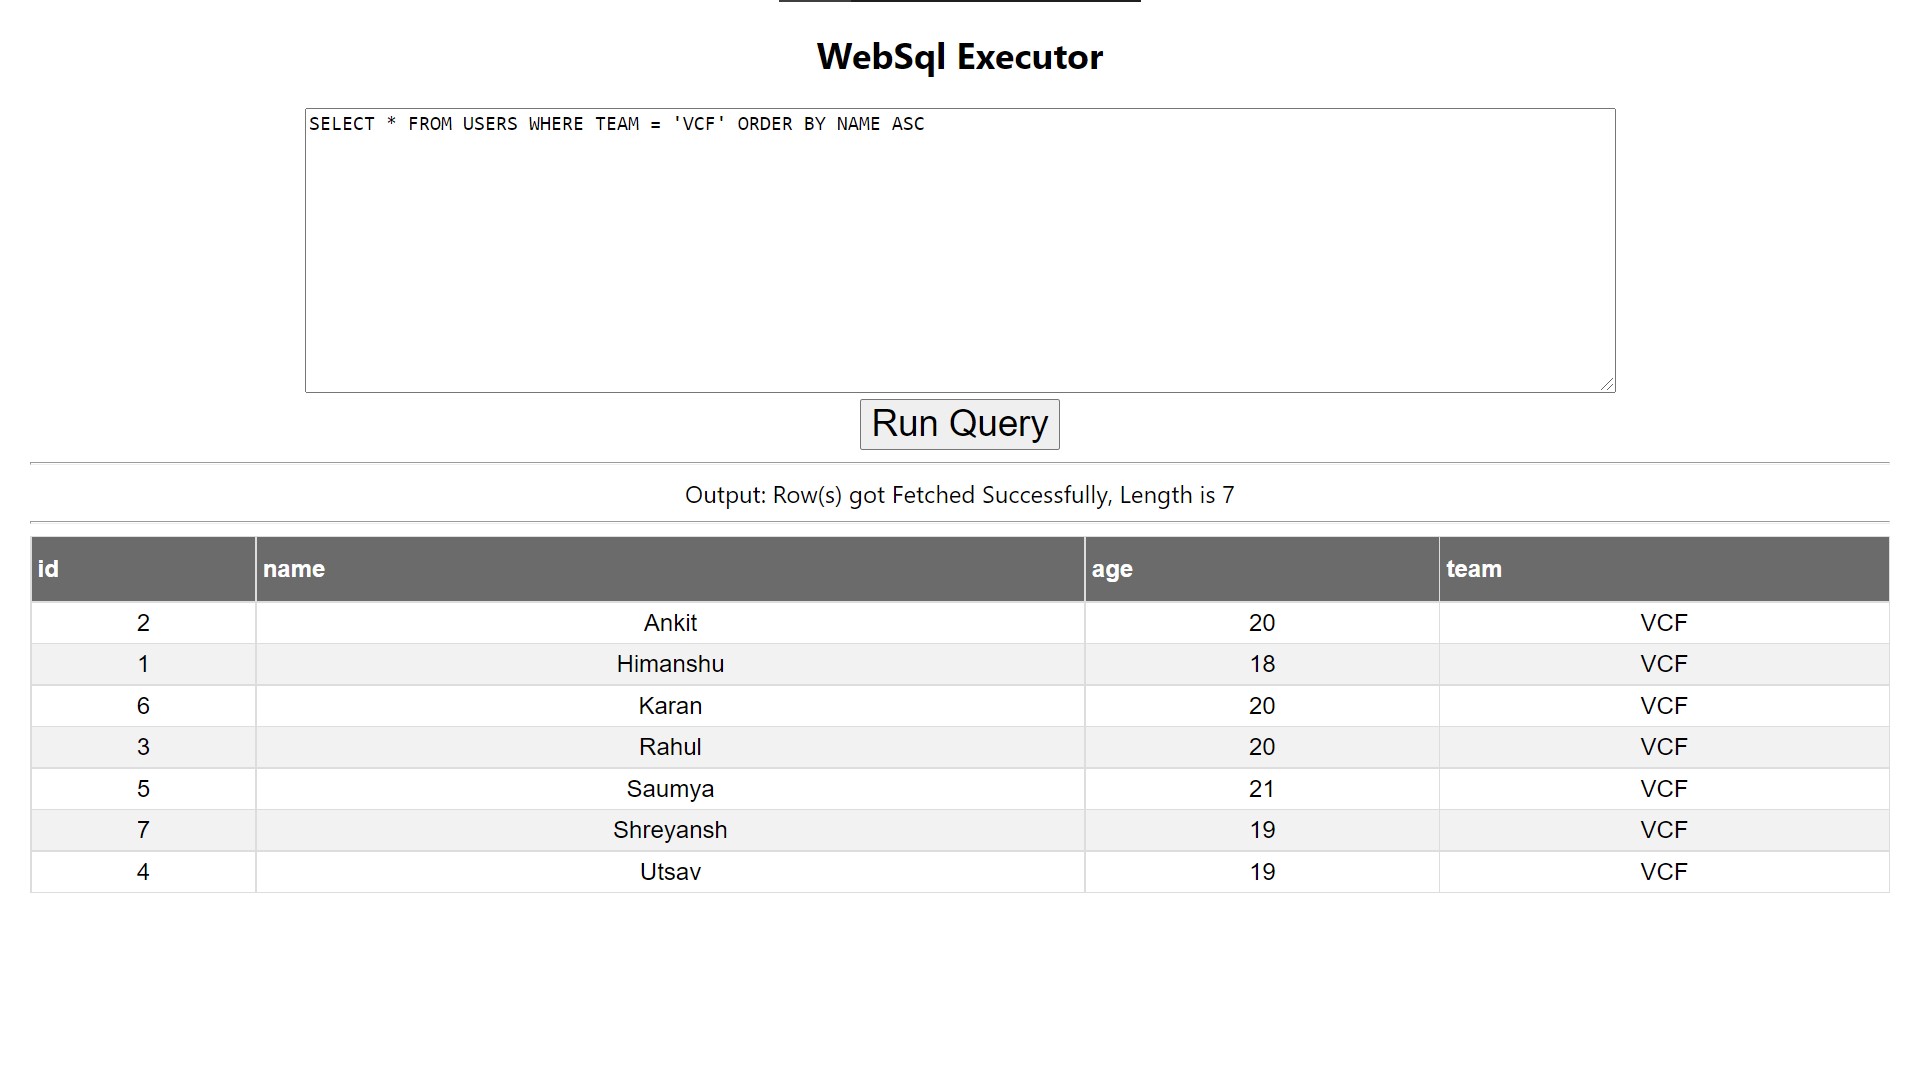 WebSql Executor
SELECT * FROM USERS WHERE TEAM = 'VCF' ORDER BY NAME ASC
Run Query
Output: Row(s) got Fetched Successfully, Length is 7
id name age team
2 Ankit 20 VCF
1 Himanshu 18 VCF
6 Karan 20 VCF
3 Rahul 20 VCF
5 Saumya 21 VCF
7 Shreyansh 19 VCF
4 Utsav 19 VCF